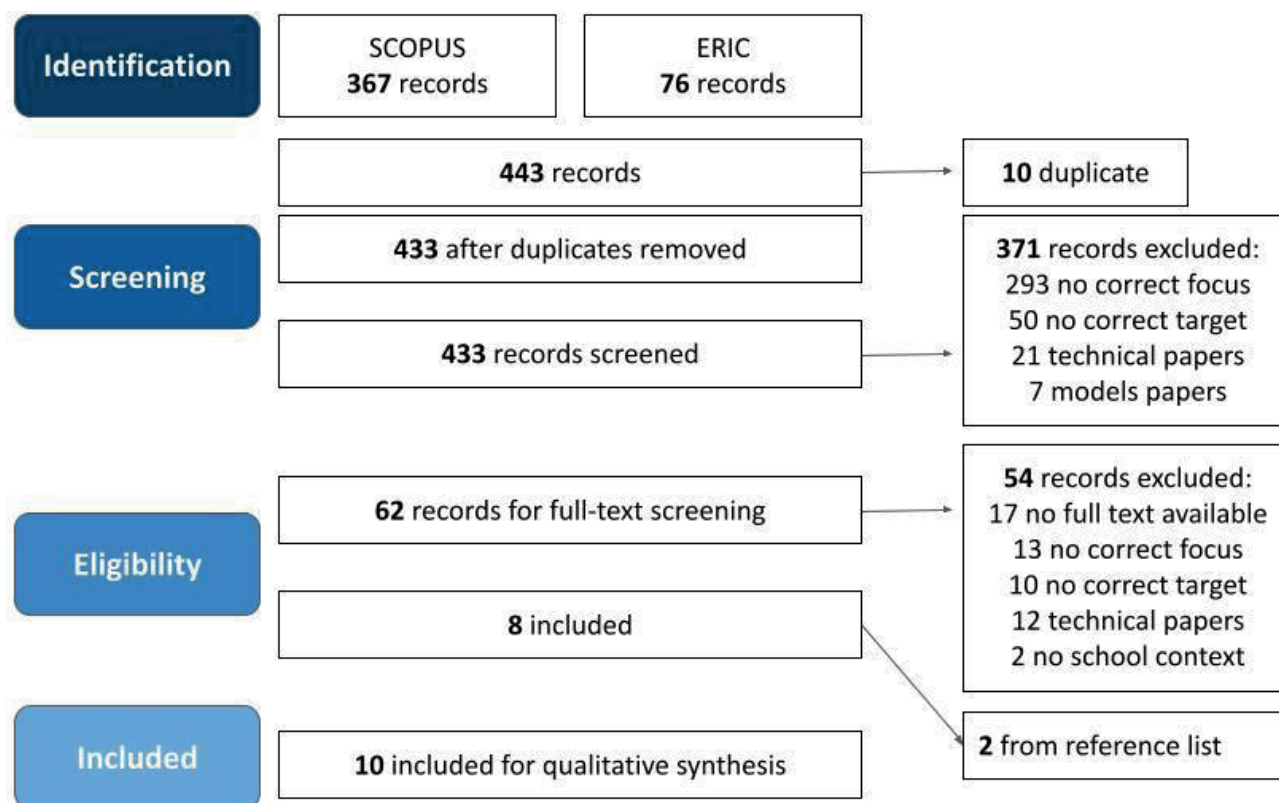 Identification
SCOPUS
367 records
ERIC
76 records
443 records
10 duplicate
Screening
433 after duplicates removed
433 records screened
371 records excluded:
293 no correct focus
50 no correct target
21 technical papers
7 models papers
Eligibility
62 records for full-text screening
54 records excluded:
17 no full text available
13 no correct focus
10 no correct target
12 technical papers
2 no school context
8 included
2 from reference list
Included
10 included for qualitative synthesis